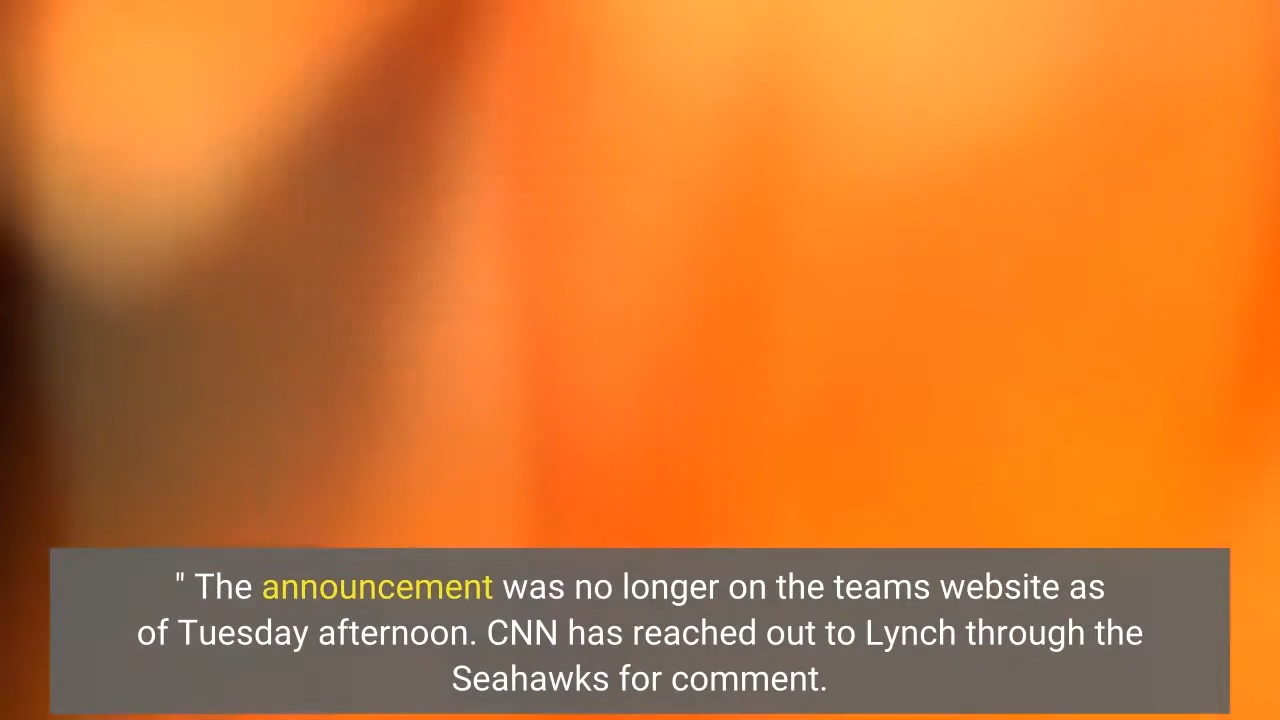 " The announcement was no longer on the teams website as
of Tuesday afternoon. CNN has reached out to Lynch through the
Seahawks for comment.